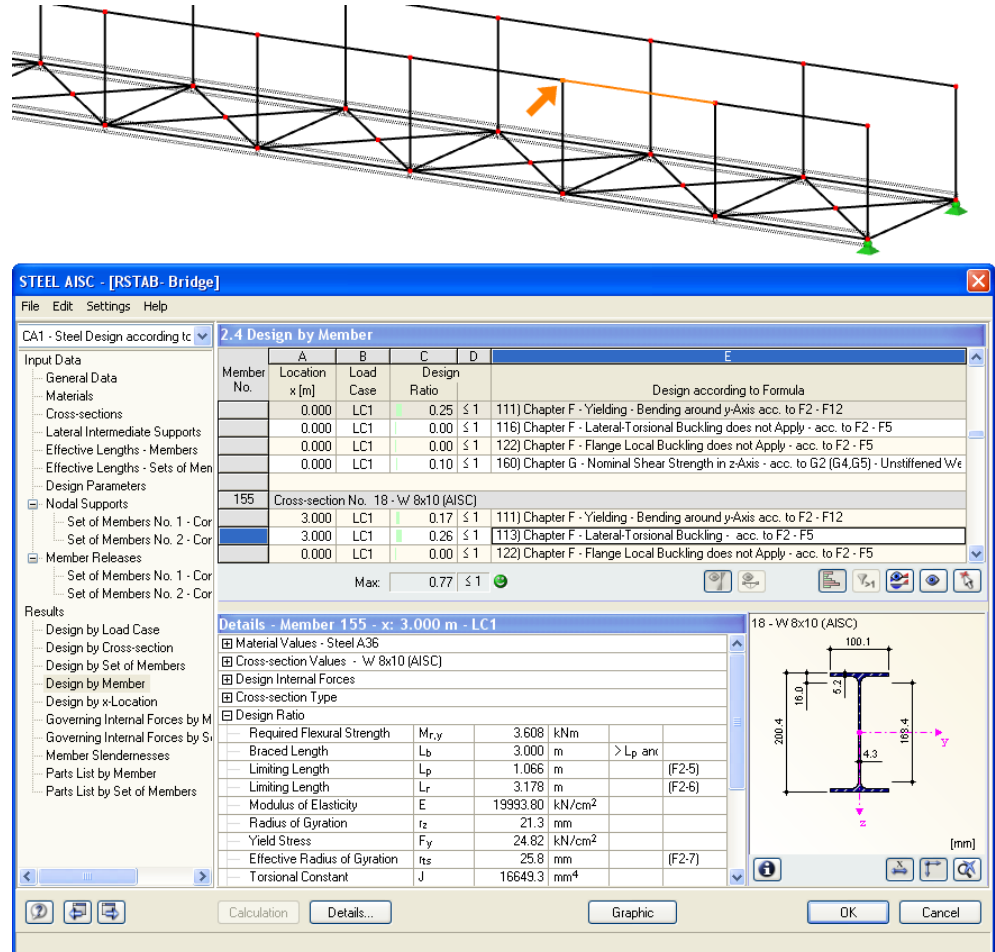 STEEL AISC - [RSTAB- Bridge]
File Edit Settings Help
CA1 - Steel Design according tc
Input Data
General Data
Materials
Cross-sections
Lateral Intermediate Supports
Effective Lengths - Members
Effective Lengths - Sets of Men
Design Parameters
Nodal Supports
Set of Members No. 1 - Cor
Set of Members No. 2 - Cor
Member Releases
Set of Members No. 1 - Cor
Set of Members No. 2 - Cor
Results
Design by Load Case
Design by Cross-section
Design by Set of Members
Design by Member
Design by x-Location
Governing Internal Forces by M
Governing Internal Forces by S
Member Slendernesses
Parts List by Member
Parts List by Set of Members
2.4 Design by Member
A B C D E
Member Location Load Design
No. x [m] Case Ratio Design according to Formula
0.000 LC1 0.25 ≤ 1 111) Chapter F - Yielding - Bending around y-Axis acc. to F2 - F12
0.000 LC1 0.00 ≤ 1 116) Chapter F - Lateral-Torsional Buckling does not Apply - acc. to F2 - F5
0.000 LC1 0.00 ≤ 1 122) Chapter F - Flange Local Buckling does not Apply - acc. to F2 - F5
0.000 LC1 0.10 ≤ 1 160) Chapter G - Nominal Shear Strength in z-Axis - acc. to G2 (G4,G5) - Unstiffened We
155 Cross-section No. 18 - W 8x10 (AISC)
3.000 LC1 0.17 ≤ 1 111) Chapter F - Yielding - Bending around y-Axis acc. to F2 - F12
3.000 LC1 0.26 ≤ 1 113) Chapter F - Lateral-Torsional Buckling - acc. to F2 - F5
0.000 LC1 0.00 ≤ 1 122) Chapter F - Flange Local Buckling does not Apply - acc. to F2 - F5
Max: 0.77 ≤ 1
Details - Member 155 - x: 3.000 m - LC1
Material Values - Steel A36
Cross-section Values - W 8x10 (AISC)
Design Internal Forces
Cross-section Type
Design Ratio
Required Flexural Strength Mr,y 3.608 kNm
Braced Length Lb 3.000 m > Lp and
Limiting Length Lp 1.066 m (F2-5)
Limiting Length Lr 3.178 m (F2-6)
Modulus of Elasticity E 19993.80 kN/cm2
Radius of Gyration rz 21.3 mm
Yield Stress Fy 24.82 kN/cm2
Effective Radius of Gyration rts 25.8 mm (F2-7)
Torsional Constant J 16649.3 mm4
18 - W 8x10 (AISC)
100.1
16.0
5.2
200.4
168.4
4.3
y
z
[mm]
Calculation Details... Graphic OK Cancel